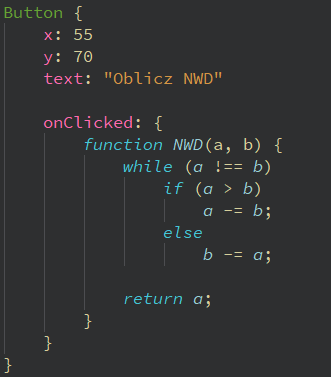 Button {
    x: 55
    y: 70
    text: "Oblicz NWD"

    onClicked: {
        function NWD(a, b) {
            while (a !== b)
                if (a > b)
                    a -= b;
                else
                    b -= a;

            return a;
        }
    }
}